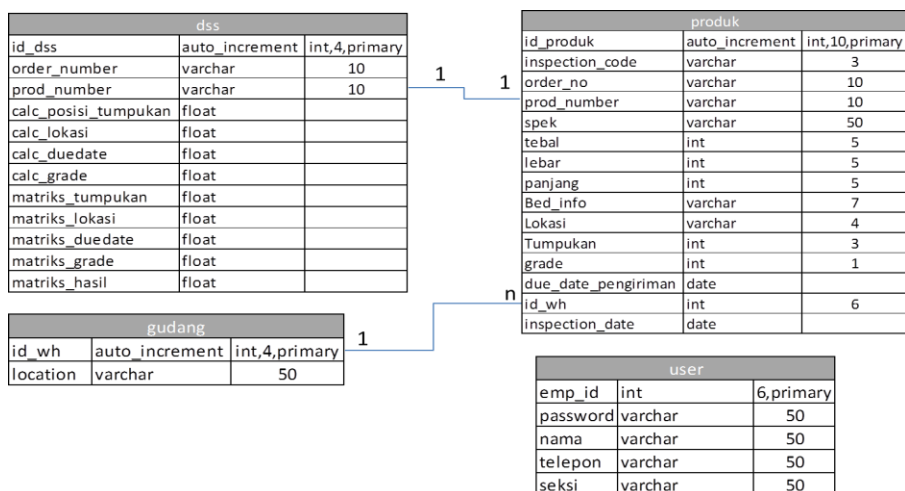 dss
id_dss auto_increment int,4,primary
order_number varchar 10
prod_number varchar 10
calc_posisi_tumpukan float
calc_lokasi float
calc_duedate float
calc_grade float
matriks_tumpukan float
matriks_lokasi float
matriks_duedate float
matriks_grade float
matriks_hasil float
1
1
produk
id_produk auto_increment int,10,primary
inspection_code varchar 3
order_no varchar 10
prod_number varchar 10
spek varchar 50
tebal int 5
lebar int 5
panjang int 5
Bed_info varchar 7
Lokasi varchar 4
Tumpukan int 3
grade int 1
due_date_pengiriman date
id_wh int 6
inspection_date date
n
1
gudang
id_wh auto_increment int,4,primary
location varchar 50
user
emp_id int 6,primary
password varchar 50
nama varchar 50
telepon varchar 50
seksi varchar 50